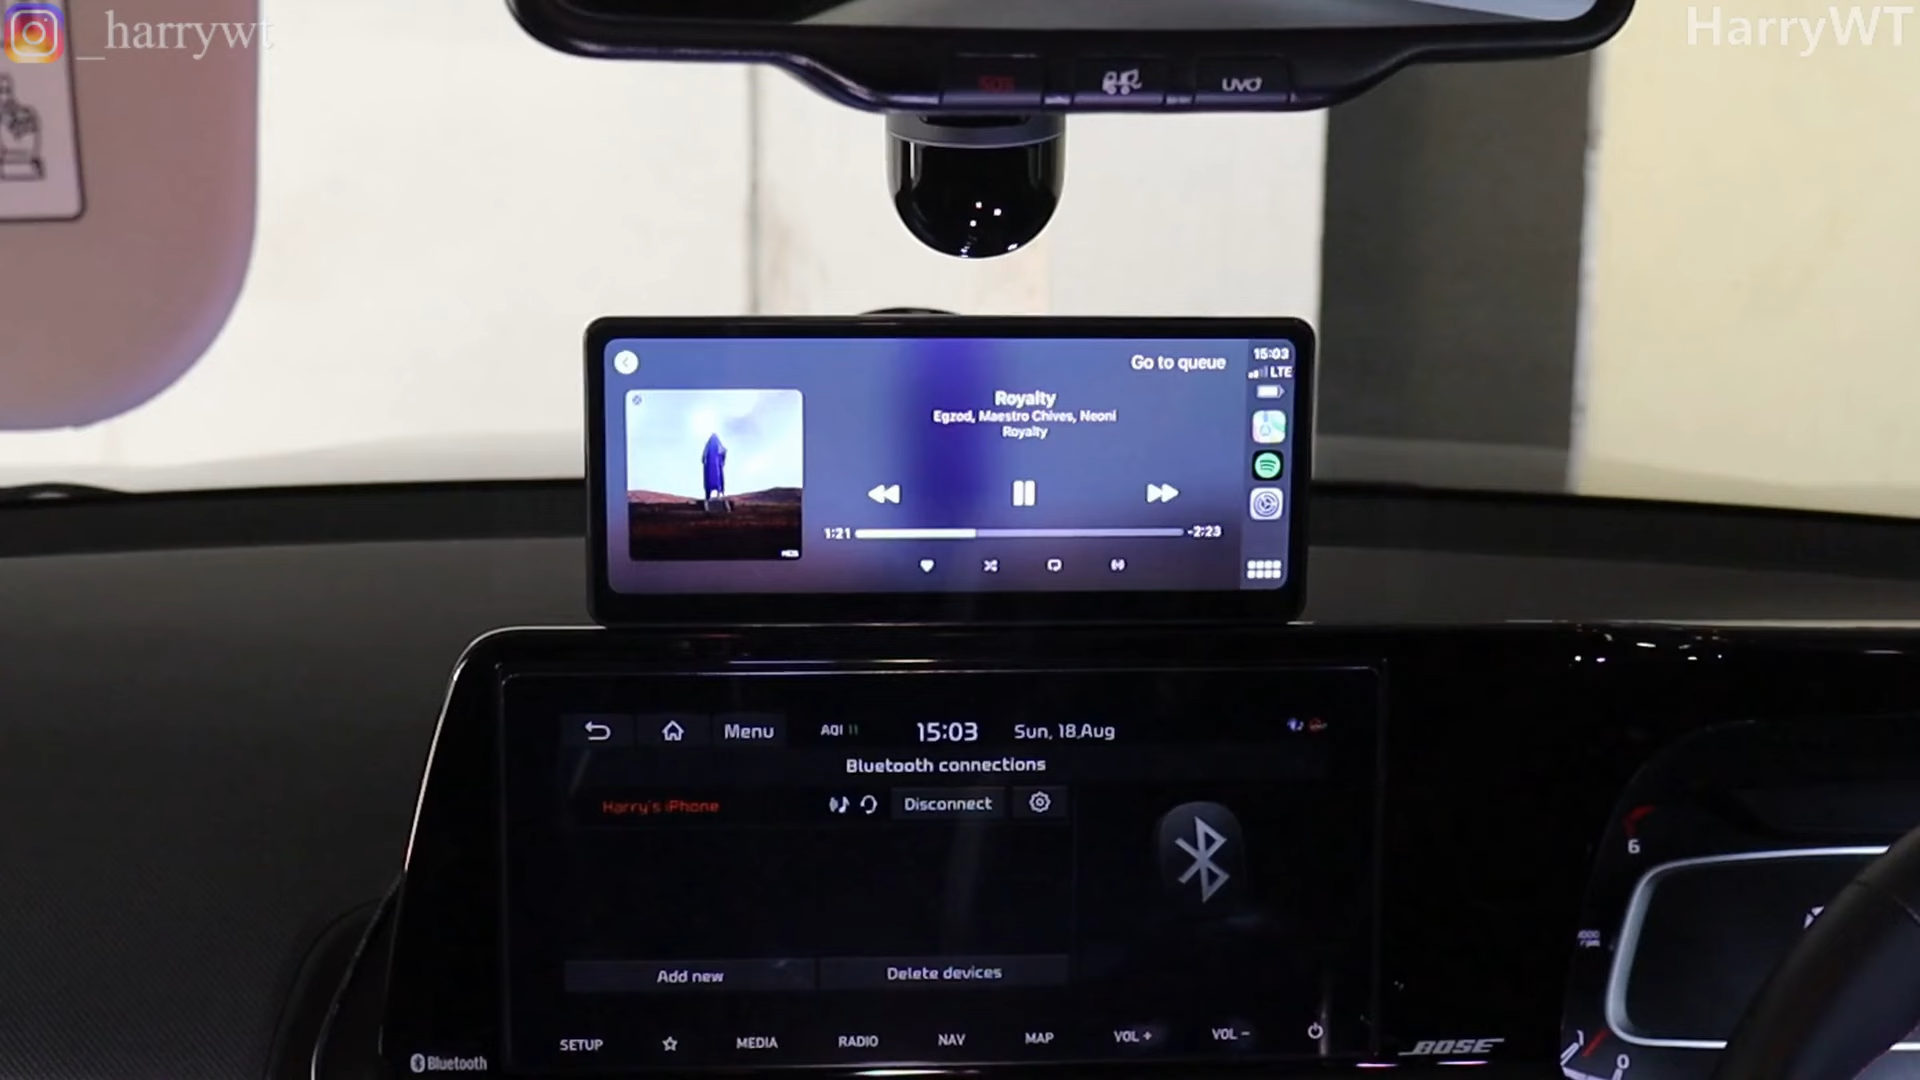 _harrywt
HarryWT
SOS
UVO
Go to queue
15:03
LTE
Royalty
Egzod, Maestro Chives, Neoni
Royalty
1:21
-2:23
Menu
AQI
15:03
Sun, 18,Aug
Bluetooth connections
Harry's iPhone
Disconnect
Add new
Delete devices
SETUP
MEDIA
RADIO
NAV
MAP
VOL +
VOL -
Bluetooth
BOSE
6
1
0